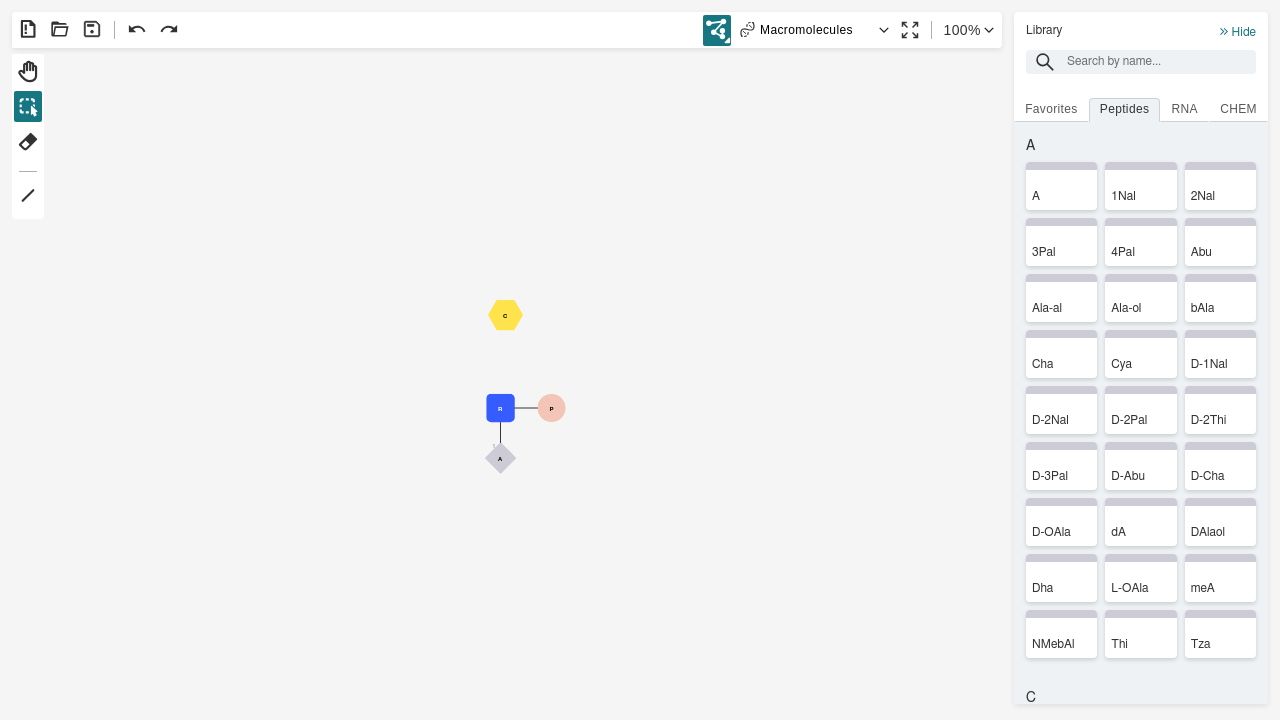 Macromolecules
100%
Library
Hide
Search by name...
Favorites Peptides RNA CHEM
A
A 1Nal 2Nal
3Pal 4Pal Abu
Ala-al Ala-ol bAla
Cha Cya D-1Nal
D-2Nal D-2Pal D-2Thi
D-3Pal D-Abu D-Cha
D-OAla dA DAlaol
Dha L-OAla meA
NMebAl Thi Tza
C
C
R P
A